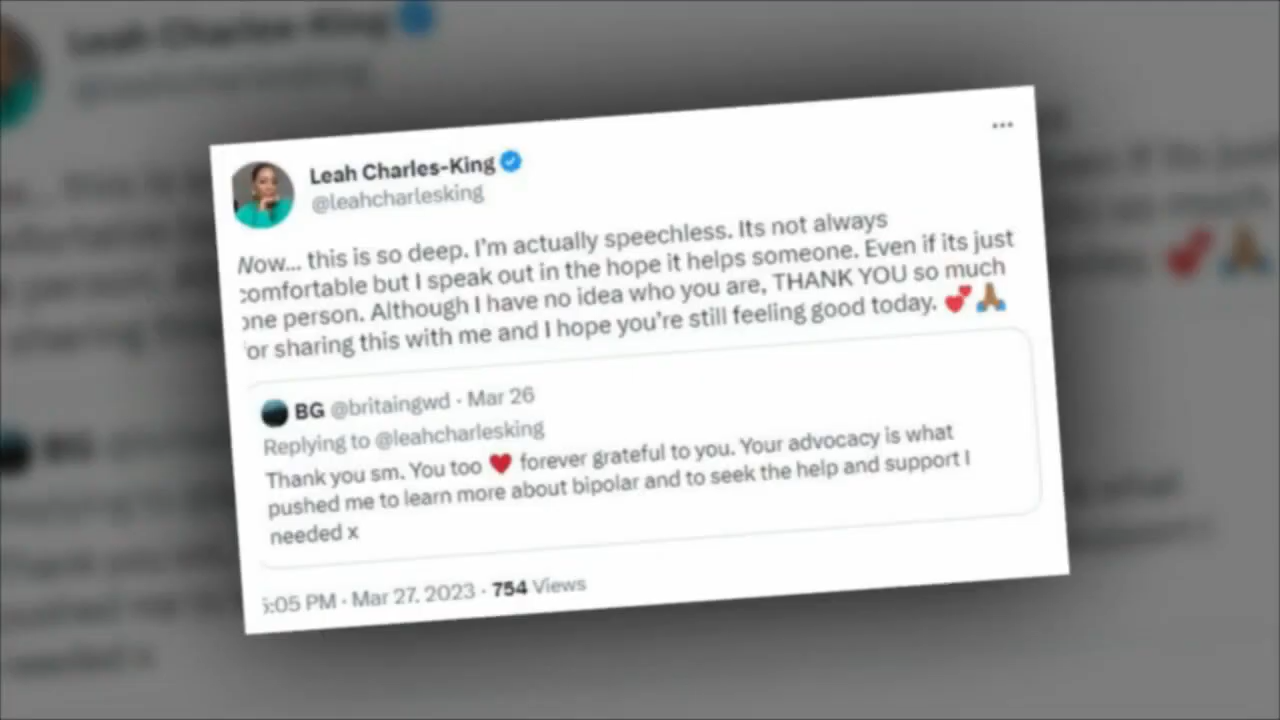 Leah Charles-King
@leahcharlesking
Wow... this is so deep. I'm actually speechless. Its not always
comfortable but I speak out in the hope it helps someone. Even if its just
one person. Although I have no idea who you are, THANK YOU so much
or sharing this with me and I hope you're still feeling good today. 💕🙏🏾
BG @britaingwd · Mar 26
Replying to @leahcharlesking
Thank you sm. You too ♥ forever grateful to you. Your advocacy is what
pushed me to learn more about bipolar and to seek the help and support I
needed x
5:05 PM · Mar 27, 2023 · 754 Views